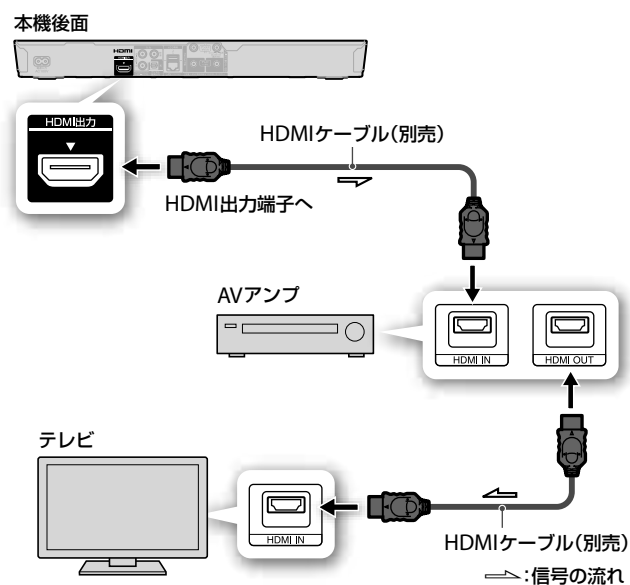 本機後面
HDMI
HDMI出力
HDMIケーブル(別売)
HDMI出力端子へ
AVアンプ
HDMI IN
HDMI OUT
テレビ
HDMI IN
HDMIケーブル(別売)
:信号の流れ